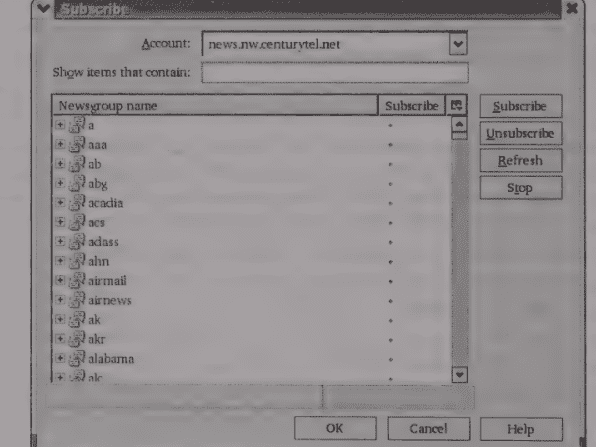 Subscribe
Account: news.nw.centurytel.net
Show items that contain:
Newsgroup name Subscribe
a
aaa
ab
abg
acadia
acs
adass
ahn
airmail
airnews
ak
akr
alabama
Subscribe
Unsubscribe
Refresh
Stop
OK Cancel Help